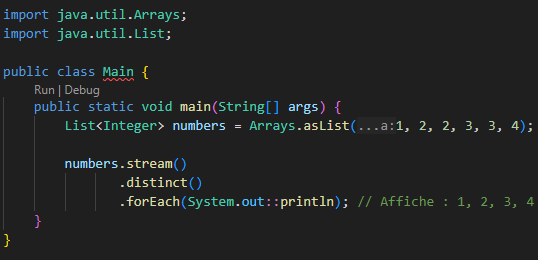 import java.util.Arrays;
import java.util.List;
public class Main {
Run | Debug
public static void main(String[] args) {
List<Integer> numbers = Arrays.asList(...a:1, 2, 2, 3, 3, 4);
numbers.stream()
.distinct()
.forEach(System.out::println); // Affiche : 1, 2, 3, 4
}
}